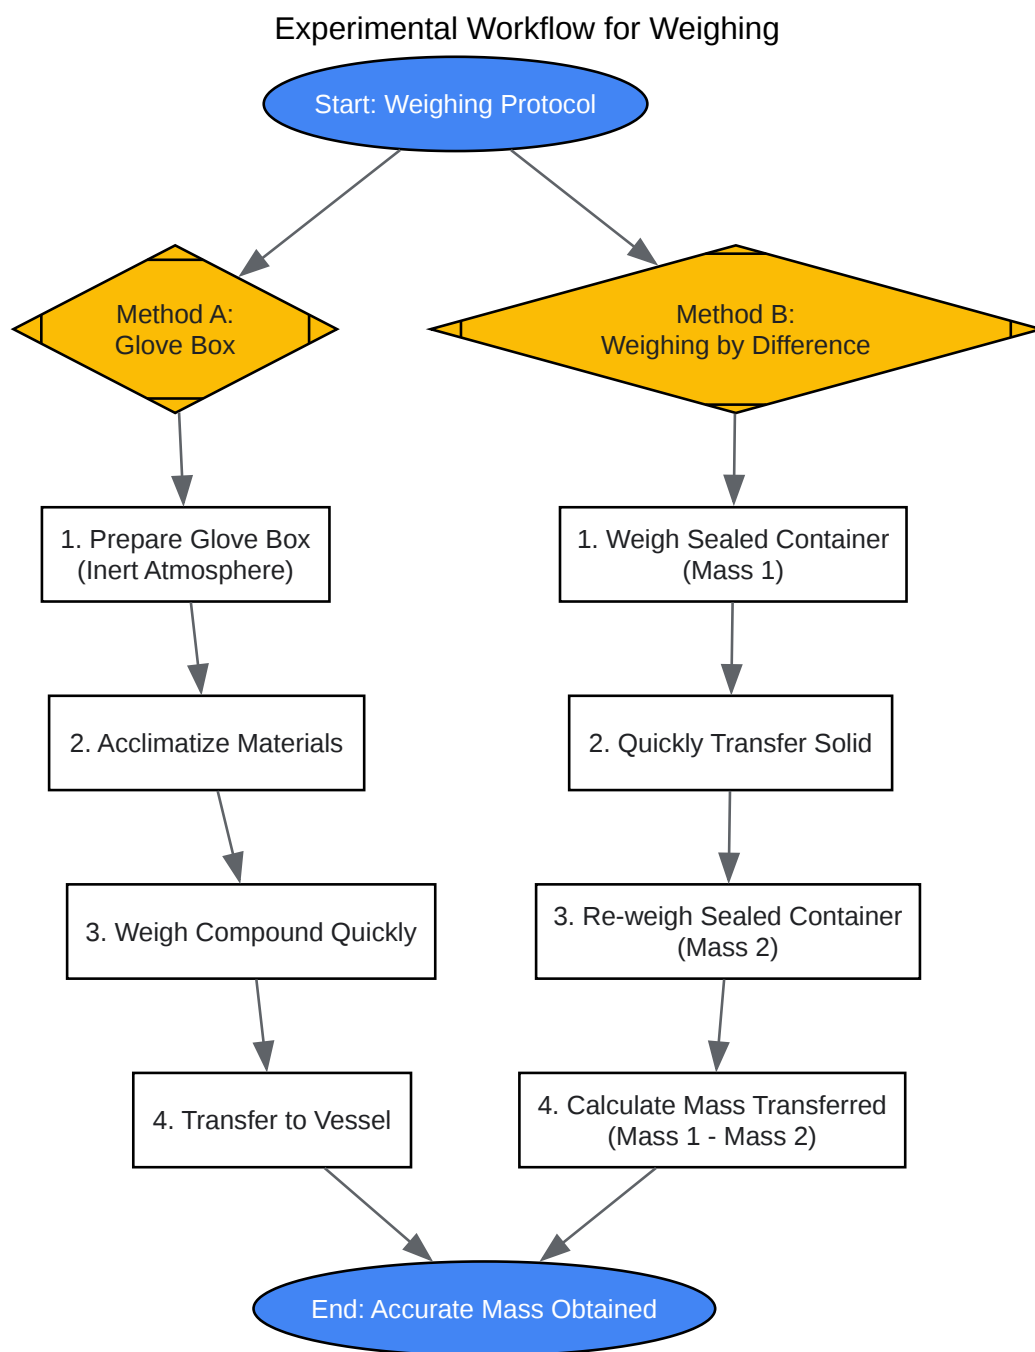 Experimental Workflow for Weighing
Start: Weighing Protocol
Method A:
Glove Box
Method B:
Weighing by Difference
1. Prepare Glove Box
(Inert Atmosphere)
1. Weigh Sealed Container
(Mass 1)
2. Acclimatize Materials
2. Quickly Transfer Solid
3. Weigh Compound Quickly
3. Re-weigh Sealed Container
(Mass 2)
4. Transfer to Vessel
4. Calculate Mass Transferred
(Mass 1 - Mass 2)
End: Accurate Mass Obtained